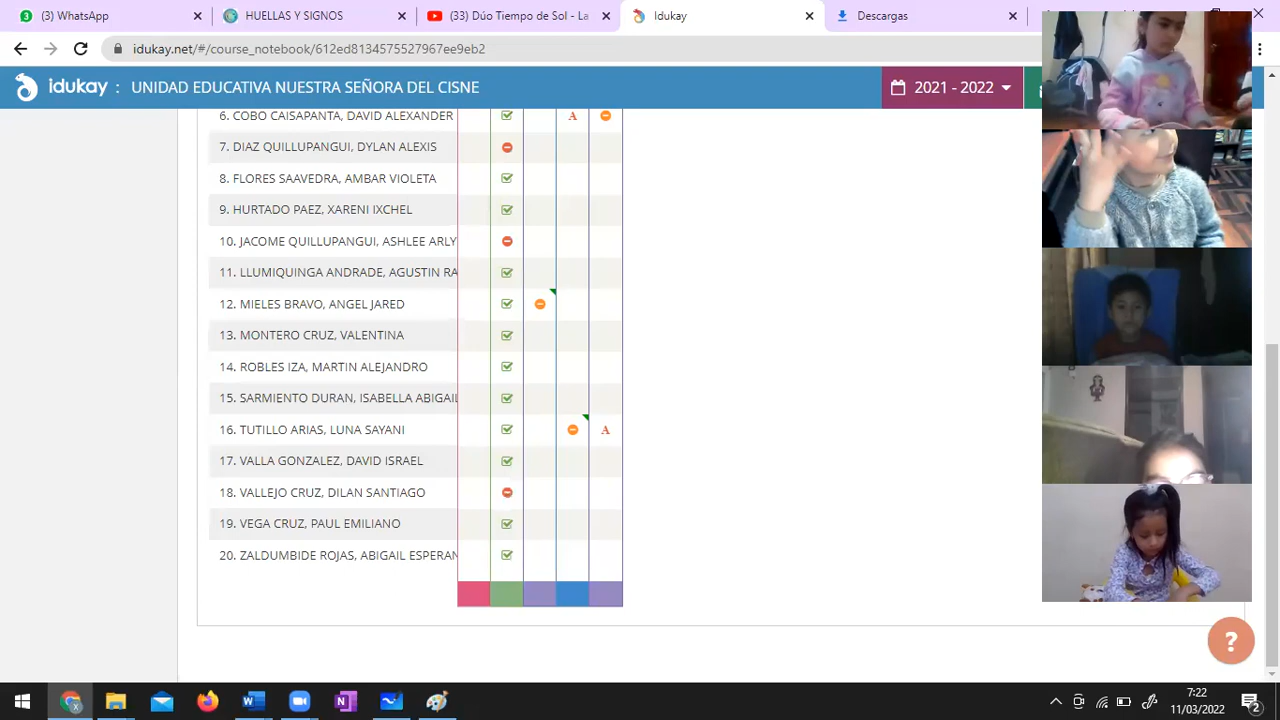 WhatsApp
HUELLAS Y SIGNOS
(33) Dúo Tiempo de Sol - La
Idukay
Descargas
idukay.net/#/course_notebook/612ed8134575527967ee9eb2
idukay : UNIDAD EDUCATIVA NUESTRA SEÑORA DEL CISNE
2021 - 2022
6. COBO CAISAPANTA, DAVID ALEXANDER A
7. DIAZ QUILLUPANGUI, DYLAN ALEXIS
8. FLORES SAAVEDRA, AMBAR VIOLETA
9. HURTADO PAEZ, XARENI IXCHEL
10. JACOME QUILLUPANGUI, ASHLEE ARLY
11. LLUMIQUINGA ANDRADE, AGUSTIN RA
12. MIELES BRAVO, ANGEL JARED
13. MONTERO CRUZ, VALENTINA
14. ROBLES IZA, MARTIN ALEJANDRO
15. SARMIENTO DURAN, ISABELLA ABIGAIL
16. TUTILLO ARIAS, LUNA SAYANI A
17. VALLA GONZALEZ, DAVID ISRAEL
18. VALLEJO CRUZ, DILAN SANTIAGO
19. VEGA CRUZ, PAUL EMILIANO
20. ZALDUMBIDE ROJAS, ABIGAIL ESPERAN
?
7:22
11/03/2022
2